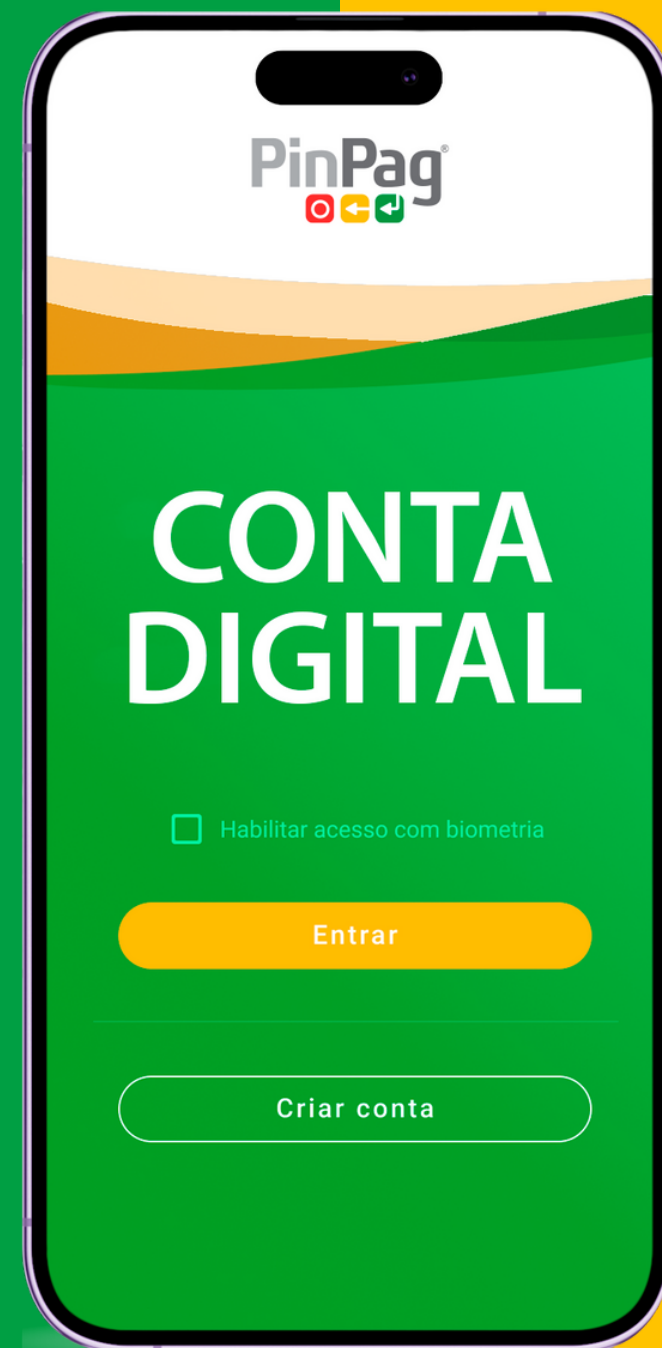 PinPag®
CONTA
DIGITAL
Habilitar acesso com biometria
Entrar
Criar conta